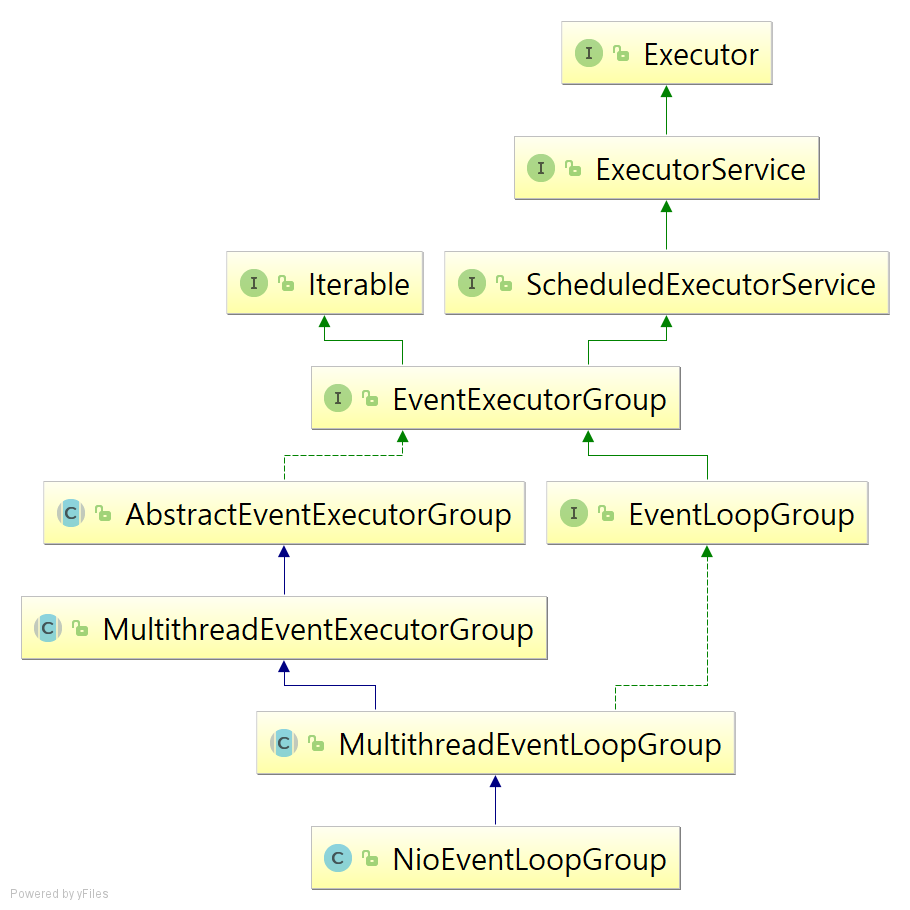 I Executor
I ExecutorService
I Iterable
I ScheduledExecutorService
I EventExecutorGroup
C AbstractEventExecutorGroup
I EventLoopGroup
C MultithreadEventExecutorGroup
C MultithreadEventLoopGroup
C NioEventLoopGroup
Powered by yFiles